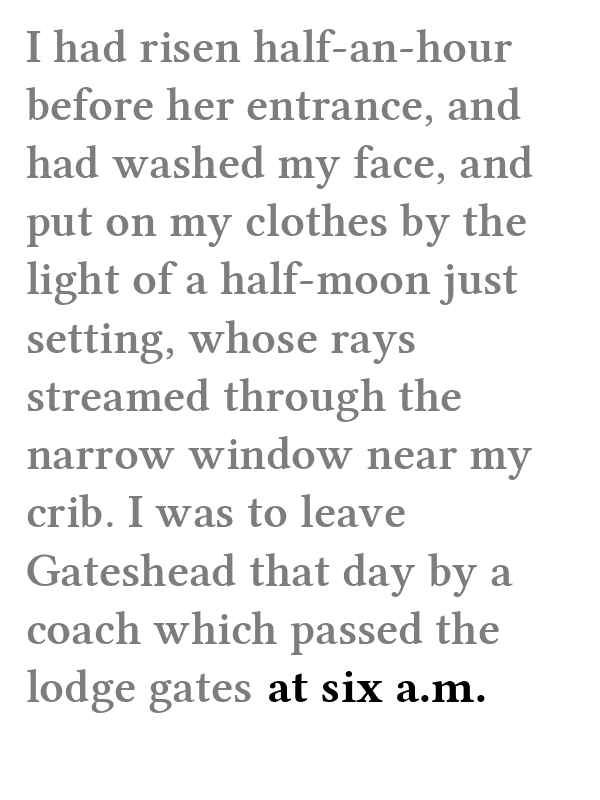 I had risen half-an-hour
before her entrance, and
had washed my face, and
put on my clothes by the
light of a half-moon just
setting, whose rays
streamed through the
narrow window near my
crib. I was to leave
Gateshead that day by a
coach which passed the
lodge gates at six a.m.